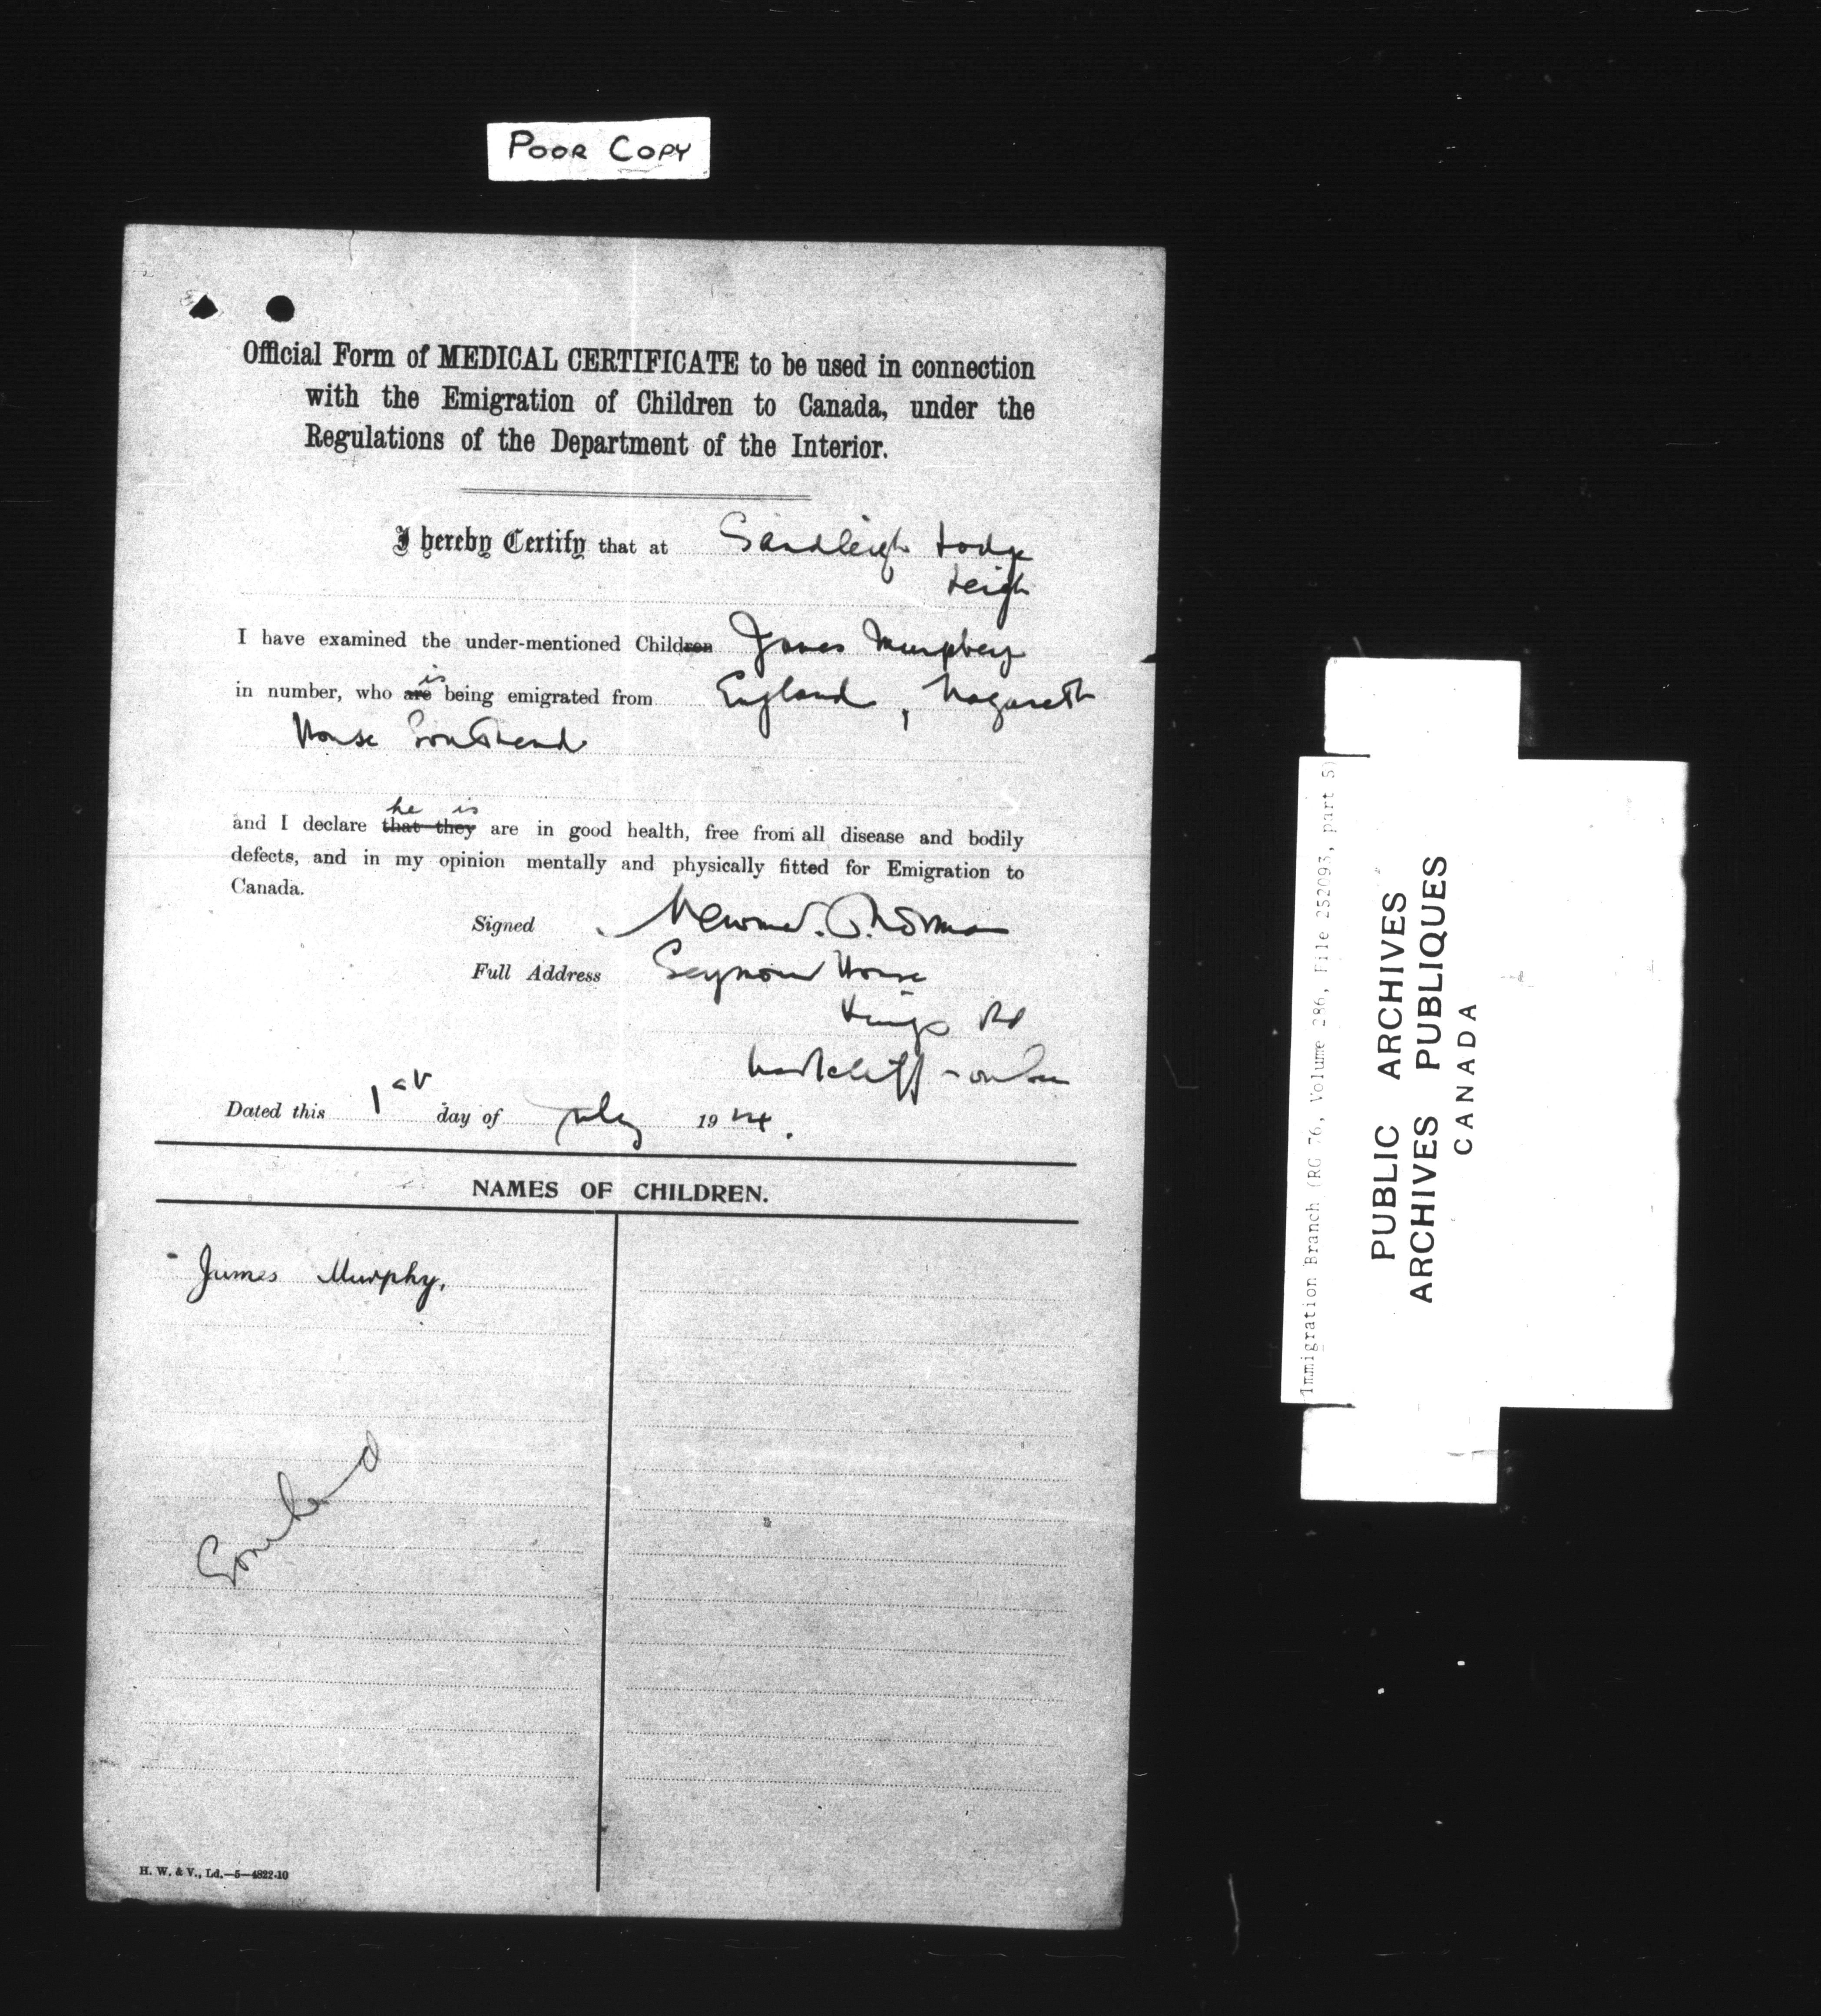 POOR COPY
Official Form of MEDICAL CERTIFICATE to be used in connection
with the Emigration of Children to Canada, under the
Regulations of the Department of the Interior.
I hereby Certify that at Sandleigh Lodge
Leigh
I have examined the under-mentioned Children James Murphey
is
in number, who are being emigrated from England, Nazareth
House Southend
he is
and I declare that they are in good health, free from all disease and bodily
defects, and in my opinion mentally and physically fitted for Emigration to
Canada.
Signed Norman
Full Address Seymour House
Kings Rd
Westcliff-on-Sea
Dated this 1st day of July 19
NAMES OF CHILDREN.
James Murphy,
H. W. & V., Ld.—5—4822-10
Immigration Branch (RG 76, Volume 286, File 252093, part 5)
PUBLIC ARCHIVES
ARCHIVES PUBLIQUES
CANADA